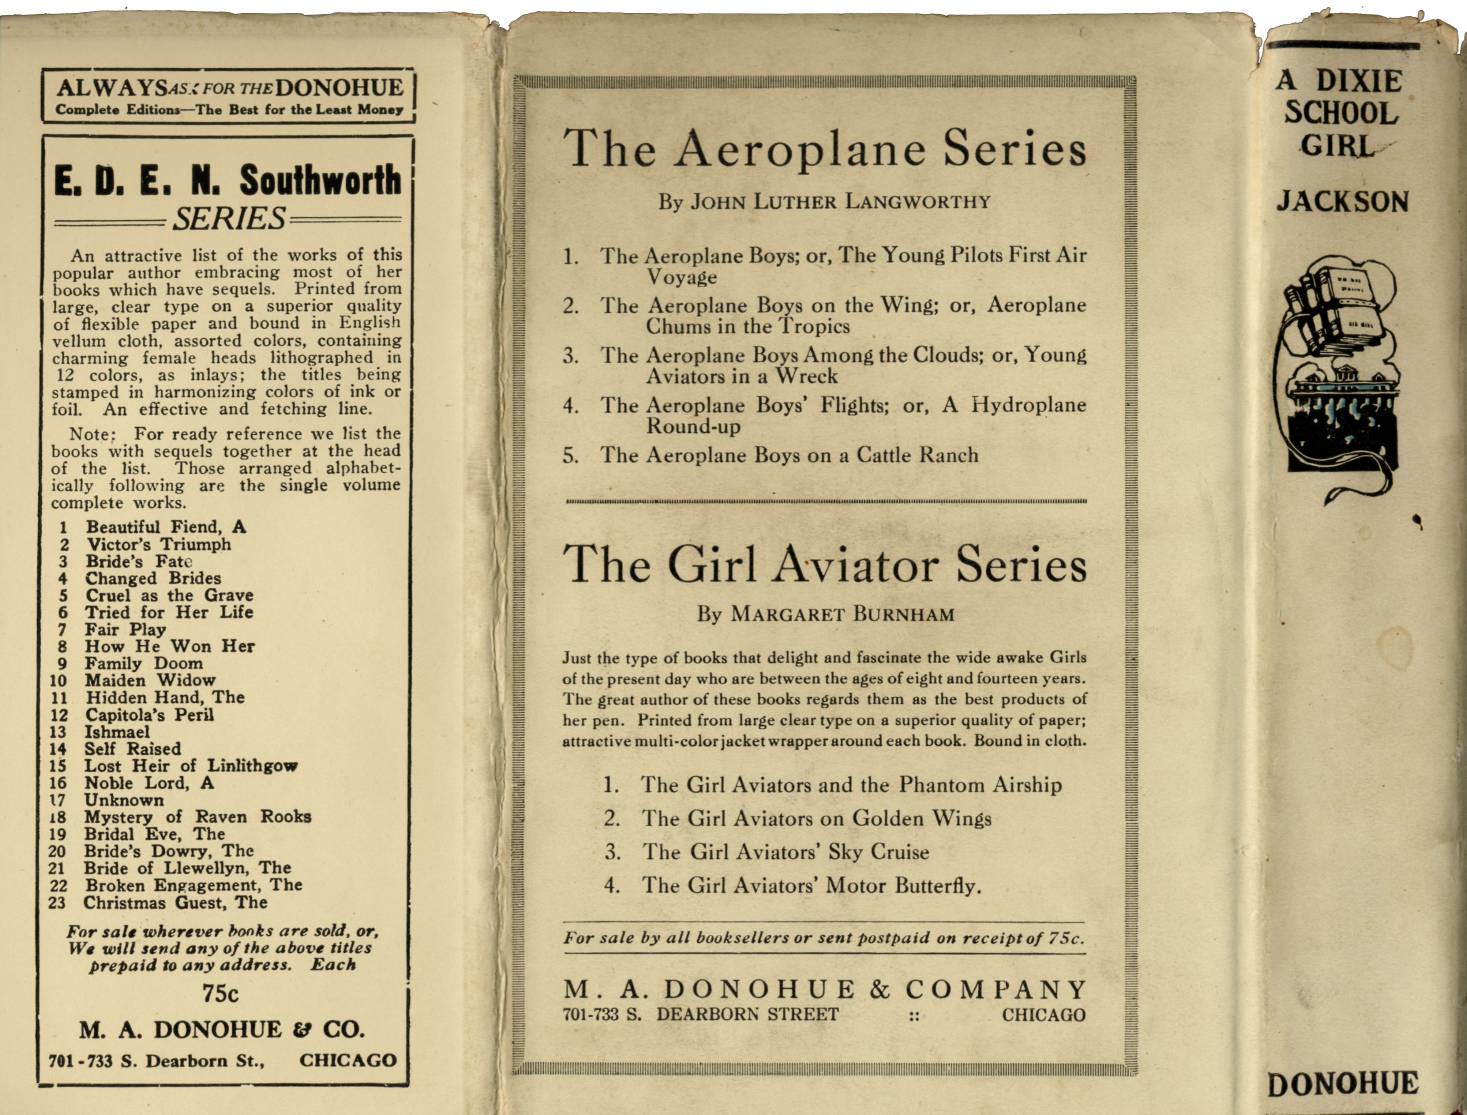 ALWAYS ASK FOR THE DONOHUE
Complete Editions—The Best for the Least Money
E. D. E. N. Southworth
SERIES
An attractive list of the works of this
popular author embracing most of her
books which have sequels. Printed from
large, clear type on a superior quality
of flexible paper and bound in English
vellum cloth, assorted colors, containing
charming female heads lithographed in
12 colors, as inlays; the titles being
stamped in harmonizing colors of ink or
foil. An effective and fetching line.
Note: For ready reference we list the
books with sequels together at the head
of the list. Those arranged alphabet-
ically following are the single volume
complete works.
1 Beautiful Fiend, A
2 Victor's Triumph
3 Bride's Fate
4 Changed Brides
5 Cruel as the Grave
6 Tried for Her Life
7 Fair Play
8 How He Won Her
9 Family Doom
10 Maiden Widow
11 Hidden Hand, The
12 Capitola's Peril
13 Ishmael
14 Self Raised
15 Lost Heir of Linlithgow
16 Noble Lord, A
17 Unknown
18 Mystery of Raven Rooks
19 Bridal Eve, The
20 Bride's Dowry, The
21 Bride of Llewellyn, The
22 Broken Engagement, The
23 Christmas Guest, The
For sale wherever books are sold, or,
We will send any of the above titles
prepaid to any address. Each
75c
M. A. DONOHUE & CO.
701-733 S. Dearborn St., CHICAGO
The Aeroplane Series
By JOHN LUTHER LANGWORTHY
1. The Aeroplane Boys; or, The Young Pilots First Air
Voyage
2. The Aeroplane Boys on the Wing; or, Aeroplane
Chums in the Tropics
3. The Aeroplane Boys Among the Clouds; or, Young
Aviators in a Wreck
4. The Aeroplane Boys' Flights; or, A Hydroplane
Round-up
5. The Aeroplane Boys on a Cattle Ranch
The Girl Aviator Series
By MARGARET BURNHAM
Just the type of books that delight and fascinate the wide awake Girls
of the present day who are between the ages of eight and fourteen years.
The great author of these books regards them as the best products of
her pen. Printed from large clear type on a superior quality of paper;
attractive multi-color jacket wrapper around each book. Bound in cloth.
1. The Girl Aviators and the Phantom Airship
2. The Girl Aviators on Golden Wings
3. The Girl Aviators' Sky Cruise
4. The Girl Aviators' Motor Butterfly.
For sale by all booksellers or sent postpaid on receipt of 75c.
M. A. DONOHUE & COMPANY
701-733 S. DEARBORN STREET :: CHICAGO
A DIXIE
SCHOOL
GIRL
JACKSON
DONOHUE